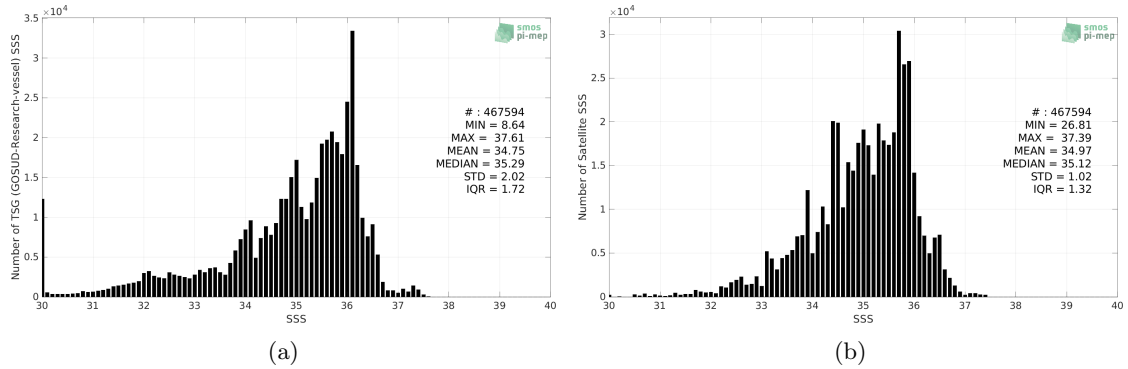 ×10⁴
3.5
3
2.5
2
1.5
1
0.5
0
Number of TSG (GOSUD-Research-vessel) SSS
smos
pi-mep
# : 467594
MIN = 8.64
MAX = 37.61
MEAN = 34.75
MEDIAN = 35.29
STD = 2.02
IQR = 1.72
30 31 32 33 34 35 36 37 38 39 40
SSS
(a)
×10⁴
3
2.5
2
1.5
1
0.5
0
Number of Satellite SSS
smos
pi-mep
# : 467594
MIN = 26.81
MAX = 37.39
MEAN = 34.97
MEDIAN = 35.12
STD = 1.02
IQR = 1.32
30 31 32 33 34 35 36 37 38 39 40
SSS
(b)